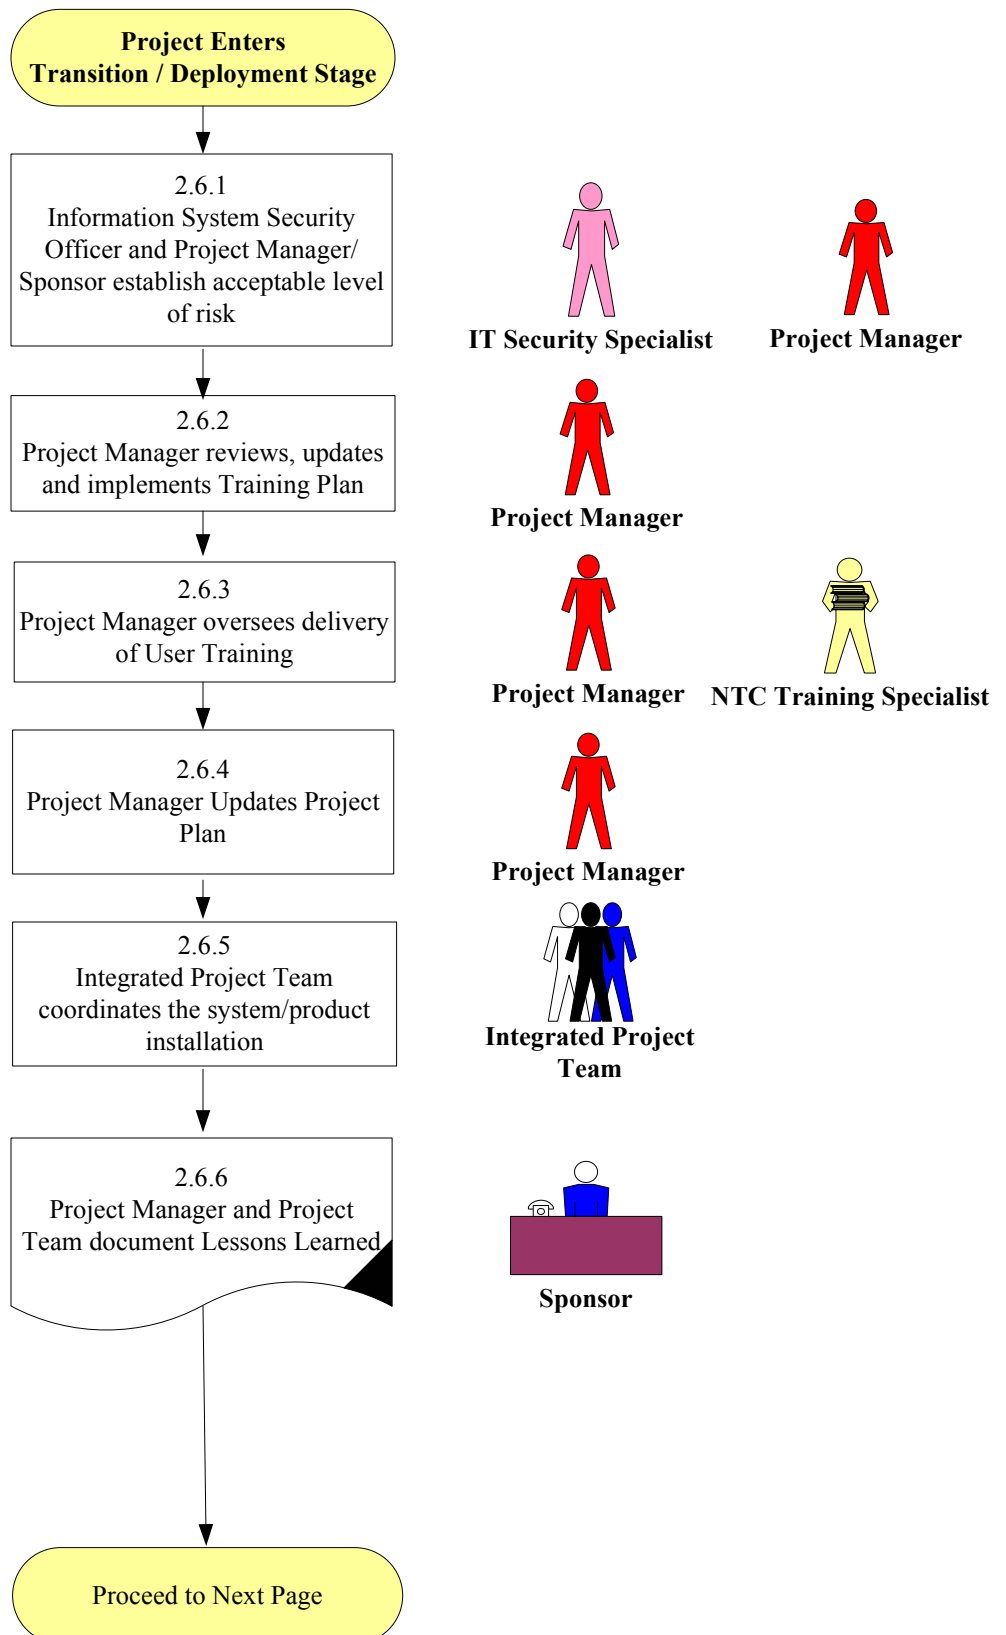 Project Enters
Transition / Deployment Stage
2.6.1
Information System Security
Officer and Project Manager/
Sponsor establish acceptable level
of risk
IT Security Specialist
Project Manager
2.6.2
Project Manager reviews, updates
and implements Training Plan
Project Manager
2.6.3
Project Manager oversees delivery
of User Training
Project Manager
NTC Training Specialist
2.6.4
Project Manager Updates Project
Plan
Project Manager
2.6.5
Integrated Project Team
coordinates the system/product
installation
Integrated Project
Team
2.6.6
Project Manager and Project
Team document Lessons Learned
Sponsor
Proceed to Next Page